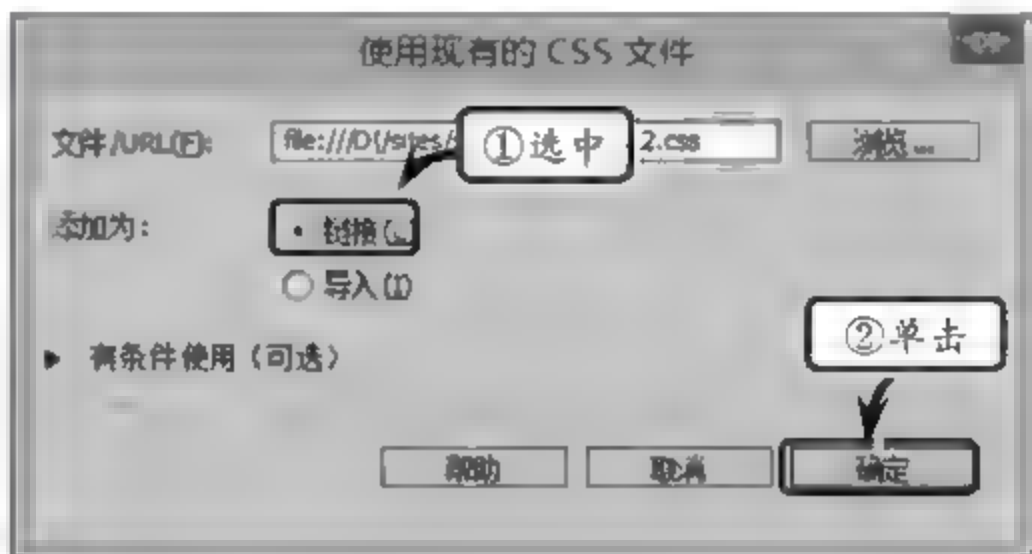 使用现有的 CSS 文件
文件/URL(F): file:///D|/sites/ 2.css 浏览...
①选中
添加为: 链接(
导入(I)
②单击
有条件使用(可选)
帮助 取消 确定